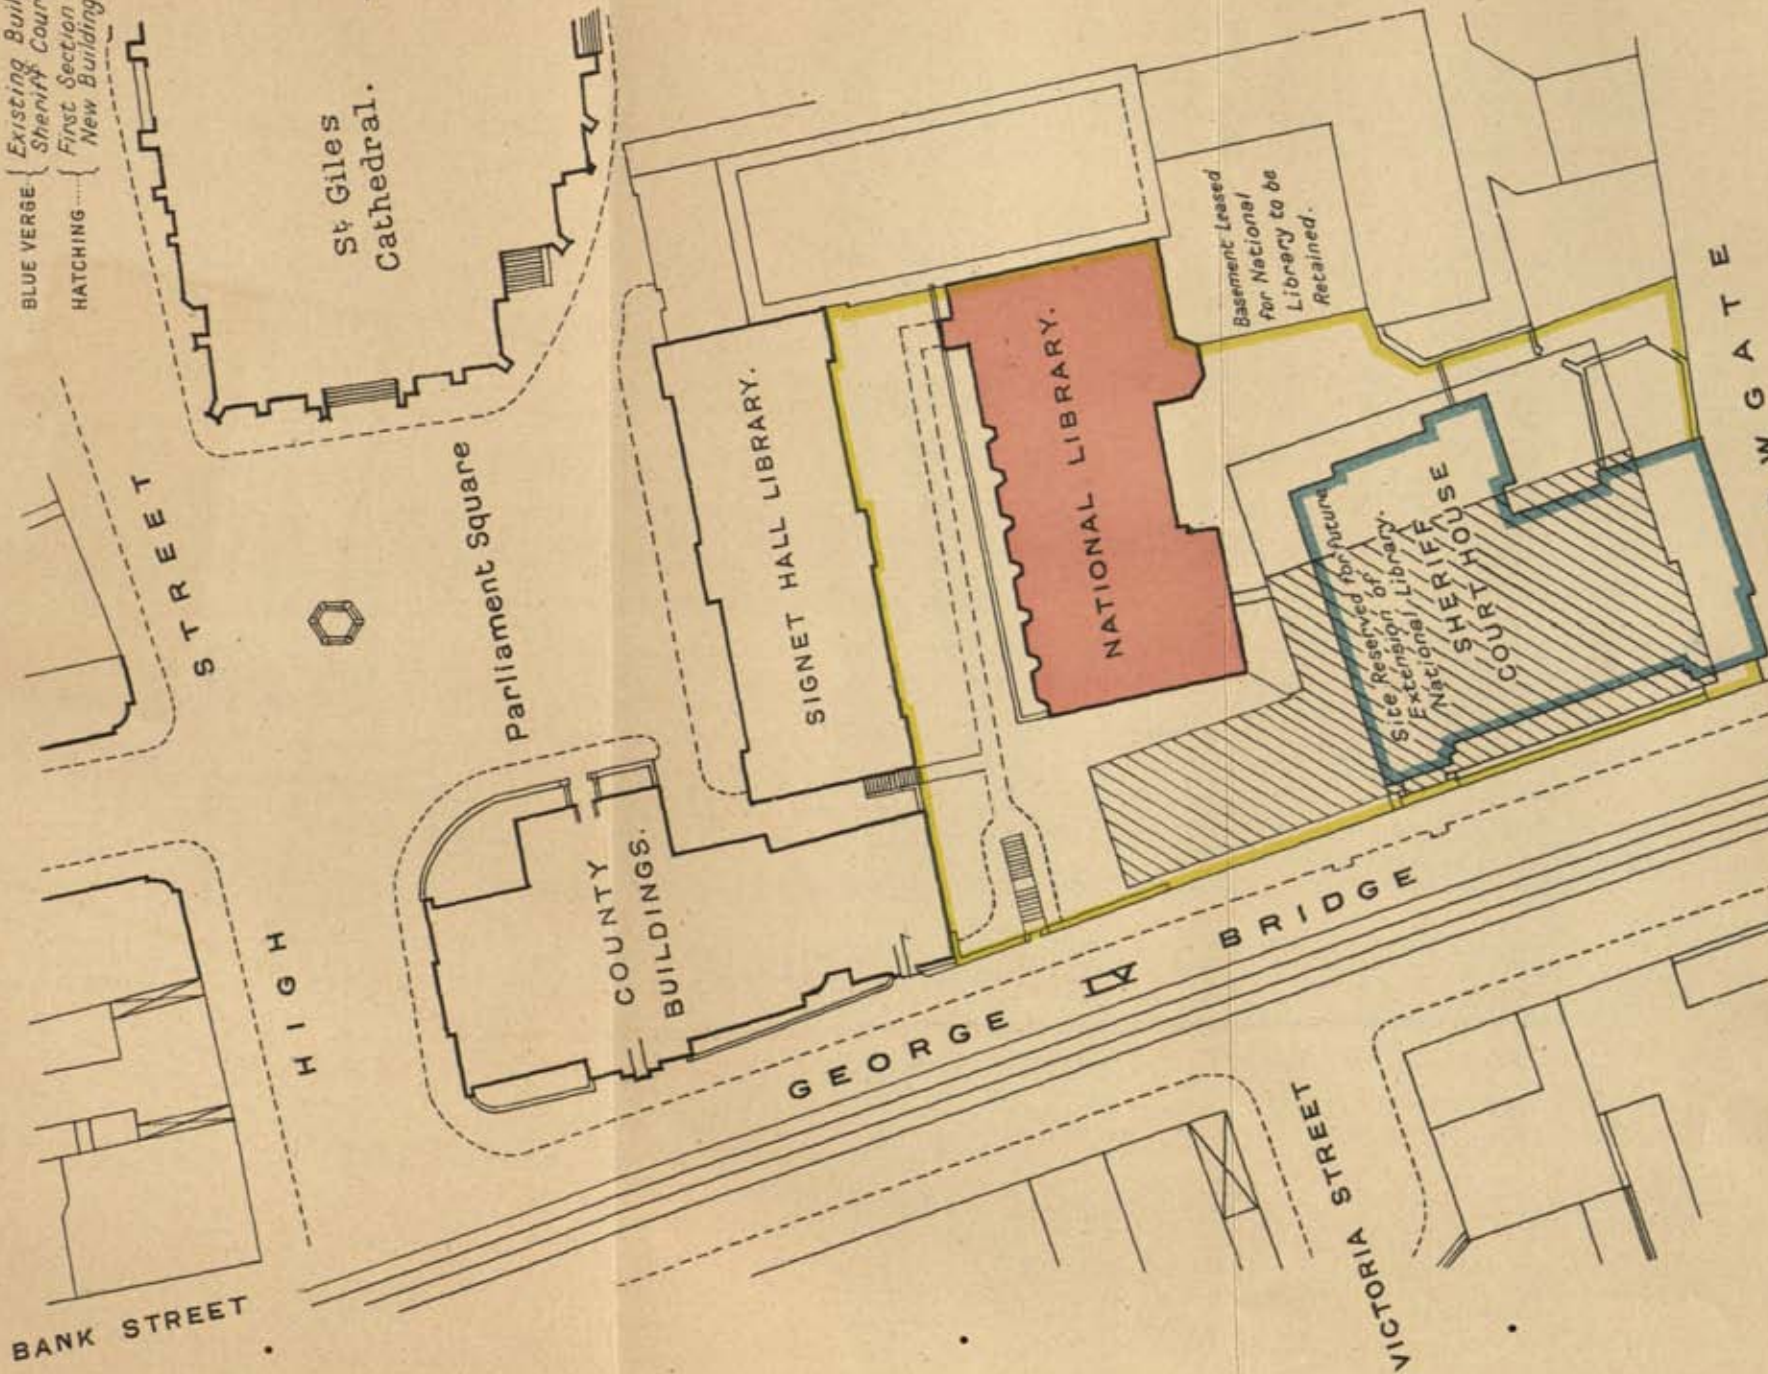 BLUE VERGE { Existing Buil
Sheriff Cour
HATCHING { First Section
New Building
St. Giles
Cathedral.
STREET
Parliament Square
HIGH
BANK STREET
SIGNET HALL LIBRARY.
NATIONAL LIBRARY.
Basement Leased
for National
Library to be
Retained.
COUNTY
BUILDINGS.
Site Reserved for future
Extension of
National Library.
SHERIFF
COURT HOUSE
GEORGE IV BRIDGE
VICTORIA STREET
WGATE